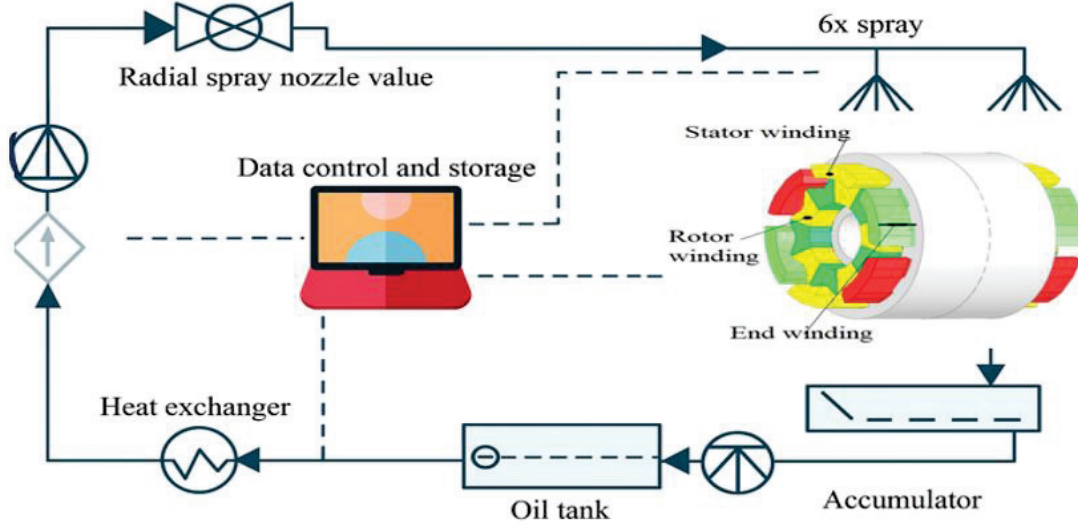 6x spray
Radial spray nozzle value
Stator winding
Data control and storage
Rotor
winding
End winding
Heat exchanger
Oil tank
Accumulator